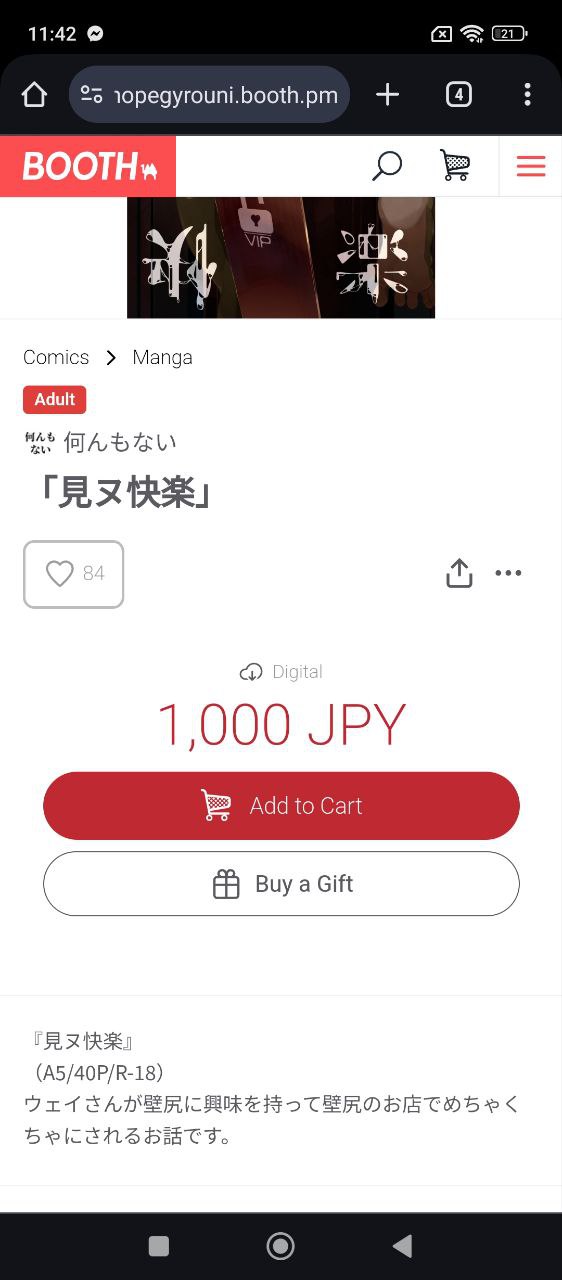 11:42
21
nopegyrouni.booth.pm
4
BOOTH
VIP
快
楽
Comics > Manga
Adult
何んも
ない
何んもない
「見ヌ快楽」
84
Digital
1,000 JPY
Add to Cart
Buy a Gift
『見ヌ快楽』
（A5/40P/R-18）
ウェイさんが壁尻に興味を持って壁尻のお店でめちゃく
ちゃにされるお話です。